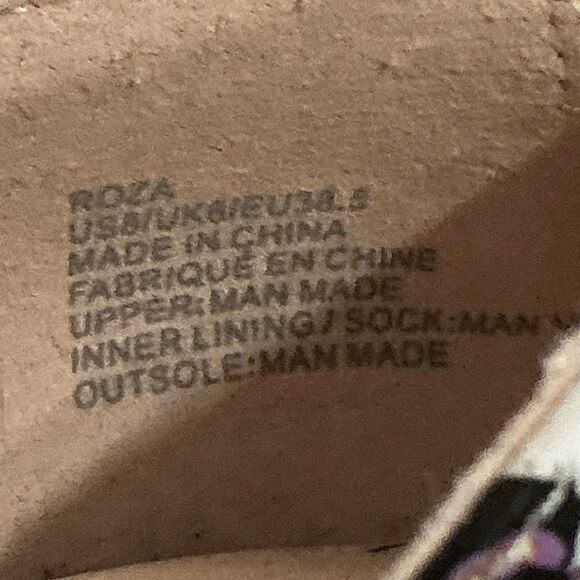 ROZA
US8/UK6/EU38.5
MADE IN CHINA
FABRIQUÉ EN CHINE
UPPER: MAN MADE
INNER LINING / SOCK: MAN
OUTSOLE: MAN MADE